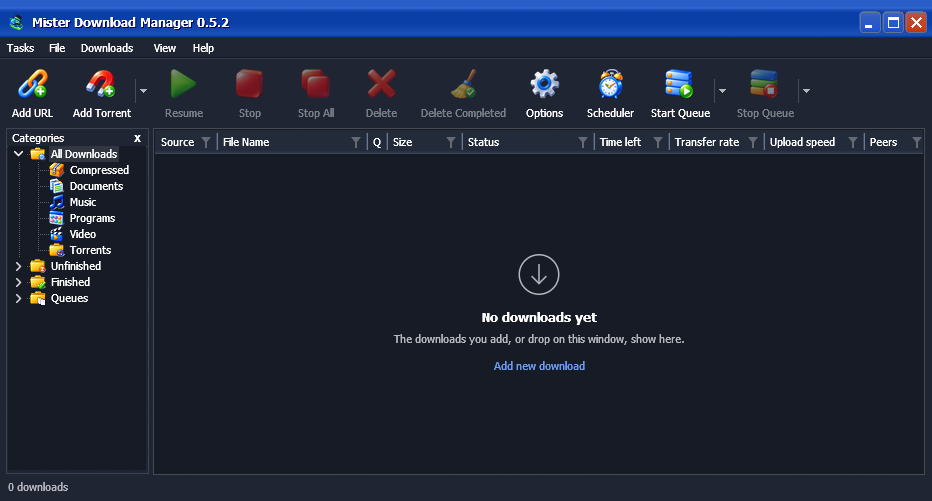 Mister Download Manager 0.5.2
Tasks File Downloads View Help
Add URL Add Torrent Resume Stop Stop All Delete Delete Completed Options Scheduler Start Queue Stop Queue
Categories x
Source File Name Q Size Status Time left Transfer rate Upload speed Peers
All Downloads
Compressed
Documents
Music
Programs
Video
Torrents
Unfinished
Finished
Queues
No downloads yet
The downloads you add, or drop on this window, show here.
Add new download
0 downloads